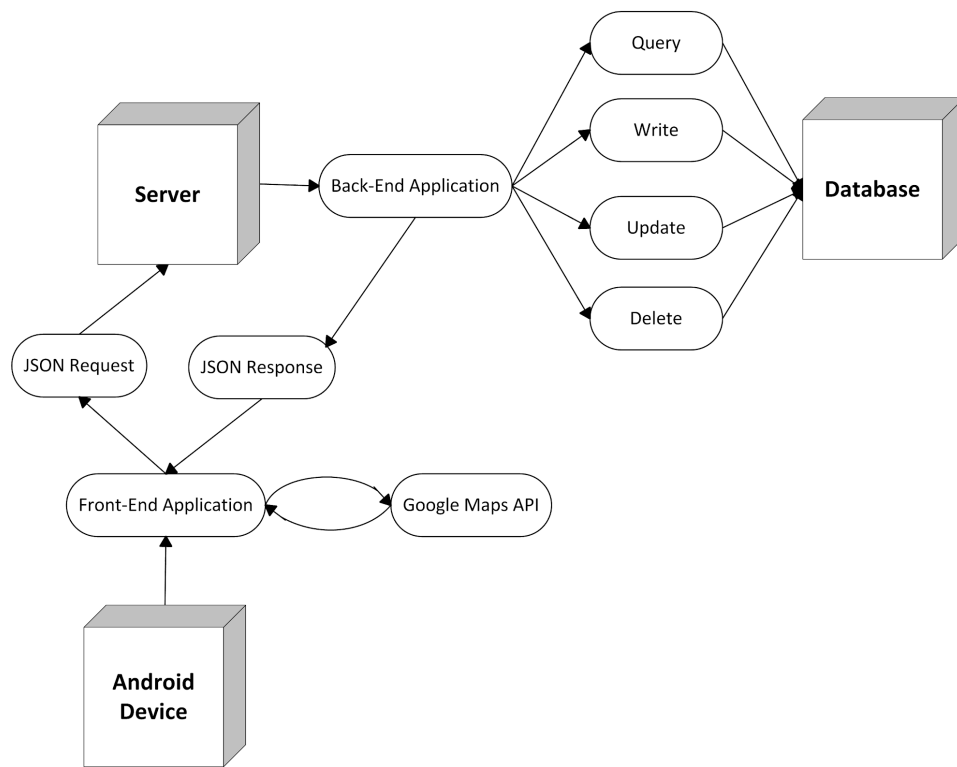 Query
Write
Server
Back-End Application
Database
Update
Delete
JSON Request
JSON Response
Front-End Application
Google Maps API
Android
Device